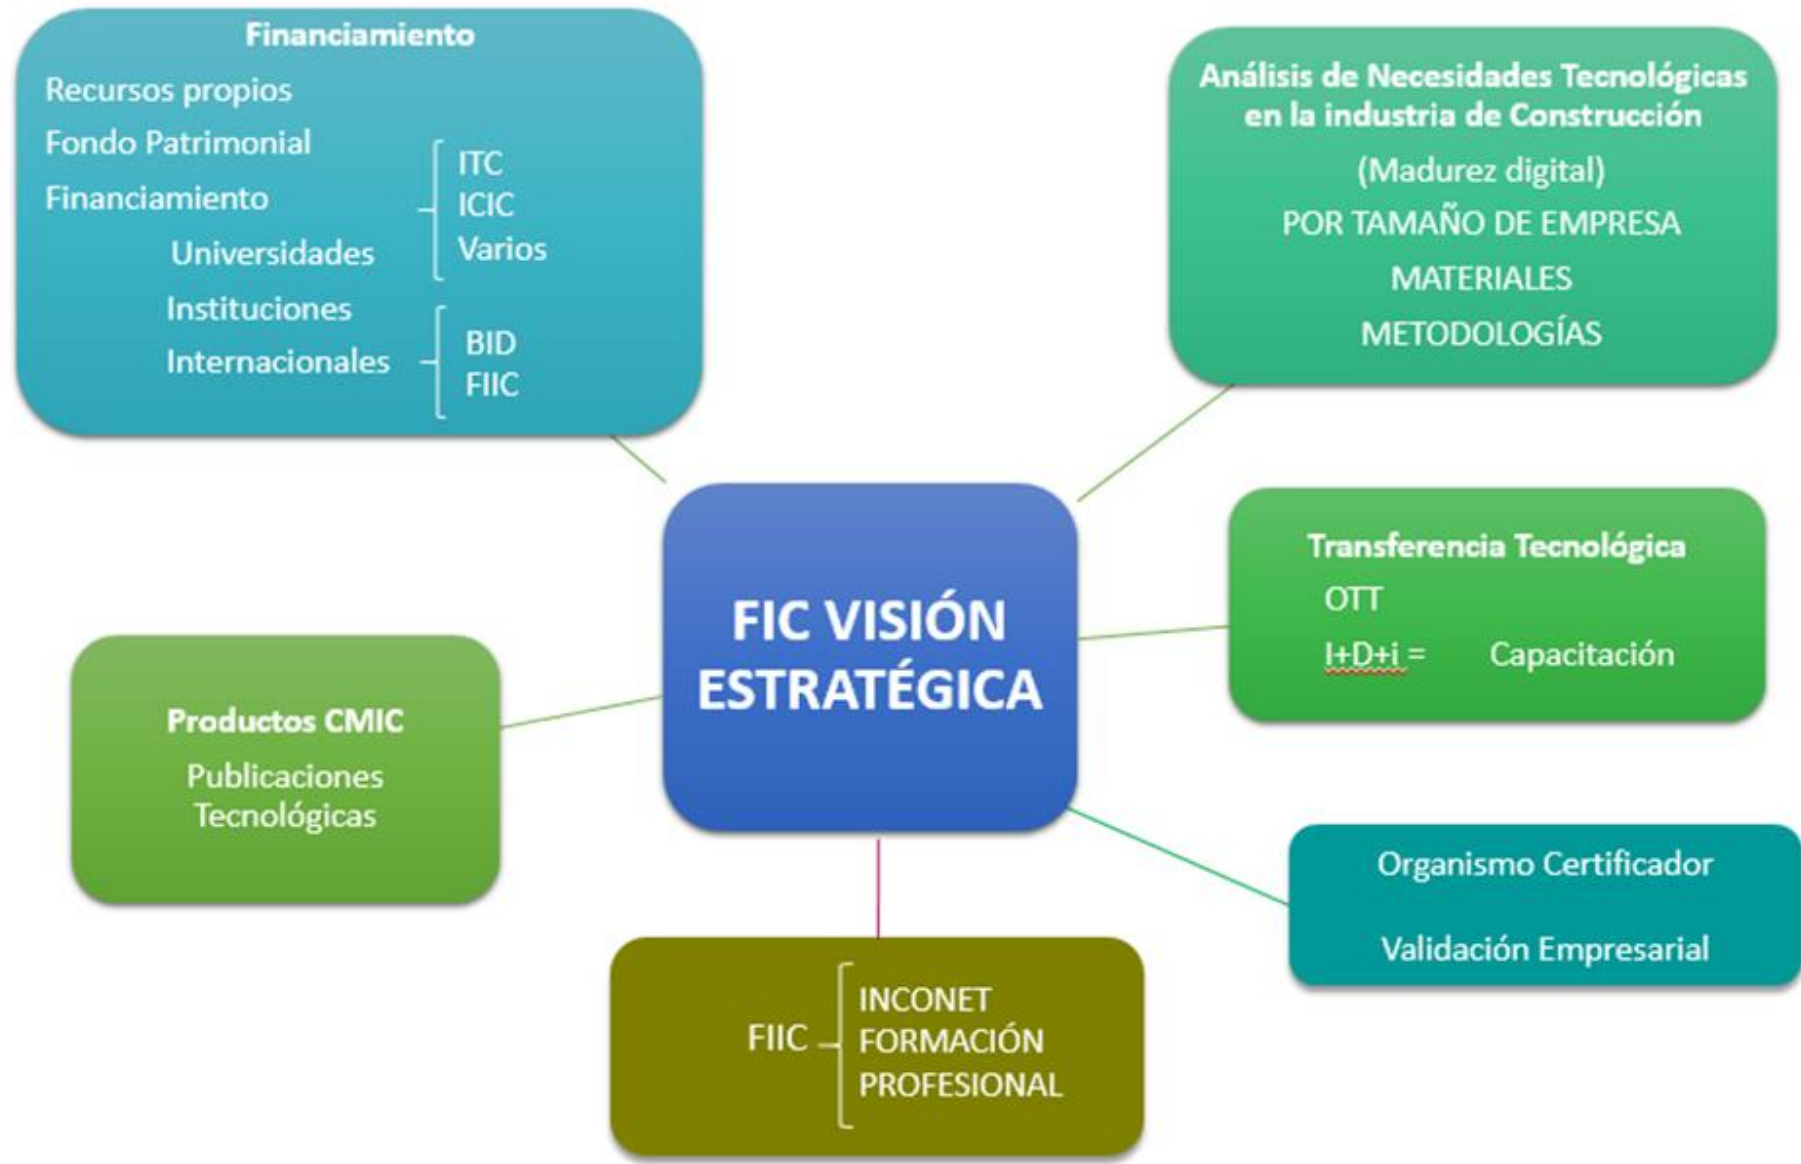 Financiamiento
Recursos propios
Fondo Patrimonial
Financiamiento
Universidades
ITC
ICIC
Varios
Instituciones
Internacionales
BID
FIIC
Análisis de Necesidades Tecnológicas
en la industria de Construcción
(Madurez digital)
POR TAMAÑO DE EMPRESA
MATERIALES
METODOLOGÍAS
FIC VISIÓN
ESTRATÉGICA
Transferencia Tecnológica
OTT
I+D+i = Capacitación
Productos CMIC
Publicaciones
Tecnológicas
Organismo Certificador
Validación Empresarial
FIIC
INCONET
FORMACIÓN
PROFESIONAL